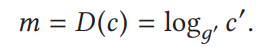 m = D(c) = log_{g′} c′.